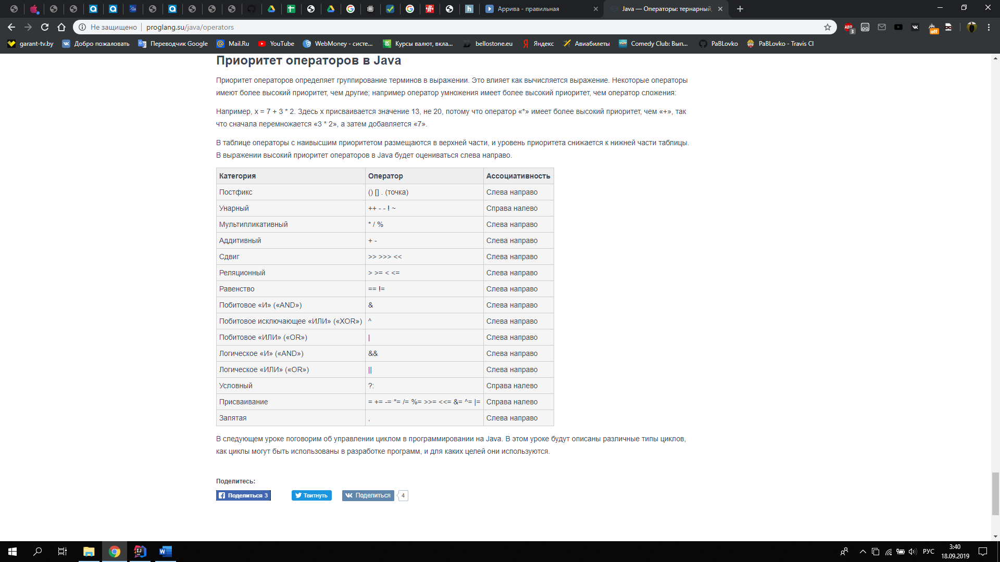 Аррива - правильная
Java — Операторы: тернарный,
Не защищено
proglang.su/java/operators
3
off
garant-tv.by
Добро пожаловать
Переводчик Google
Mail.Ru
YouTube
WebMoney - систе...
Курсы валют, вкла...
bellostone.eu
Яндекс
Авиабилеты
Comedy Club: Вып...
PaBLovko
PaBLovko - Travis CI
Приоритет операторов в Java
Приоритет операторов определяет группирование терминов в выражении. Это влияет как вычисляется выражение. Некоторые операторы
имеют более высокий приоритет, чем другие; например оператор умножения имеет более высокий приоритет, чем оператор сложения:
Например, x = 7 + 3 * 2. Здесь x присваивается значение 13, не 20, потому что оператор «*» имеет более высокий приоритет, чем «+», так
что сначала перемножается «3 * 2», а затем добавляется «7».
В таблице операторы с наивысшим приоритетом размещаются в верхней части, и уровень приоритета снижается к нижней части таблицы.
В выражении высокий приоритет операторов в Java будет оцениваться слева направо.
Категория Оператор Ассоциативность
Постфикс () [] . (точка) Слева направо
Унарный ++ - - ! ~ Справа налево
Мультипликативный * / % Слева направо
Аддитивный + - Слева направо
Сдвиг >> >>> << Слева направо
Реляционный > >= < <= Слева направо
Равенство == != Слева направо
Побитовое «И» («AND») & Слева направо
Побитовое исключающее «ИЛИ» («XOR») ^ Слева направо
Побитовое «ИЛИ» («OR») | Слева направо
Логическое «И» («AND») && Слева направо
Логическое «ИЛИ» («OR») || Слева направо
Условный ?: Справа налево
Присваивание = += -= *= /= %= >>= <<= &= ^= |= Справа налево
Запятая , Слева направо
В следующем уроке поговорим об управлении циклом в программировании на Java. В этом уроке будут описаны различные типы циклов,
как циклы могут быть использованы в разработке программ, и для каких целей они используются.
Поделитесь:
Поделиться 3
Твитнуть
Поделиться
4
РУС
3:40
18.09.2019